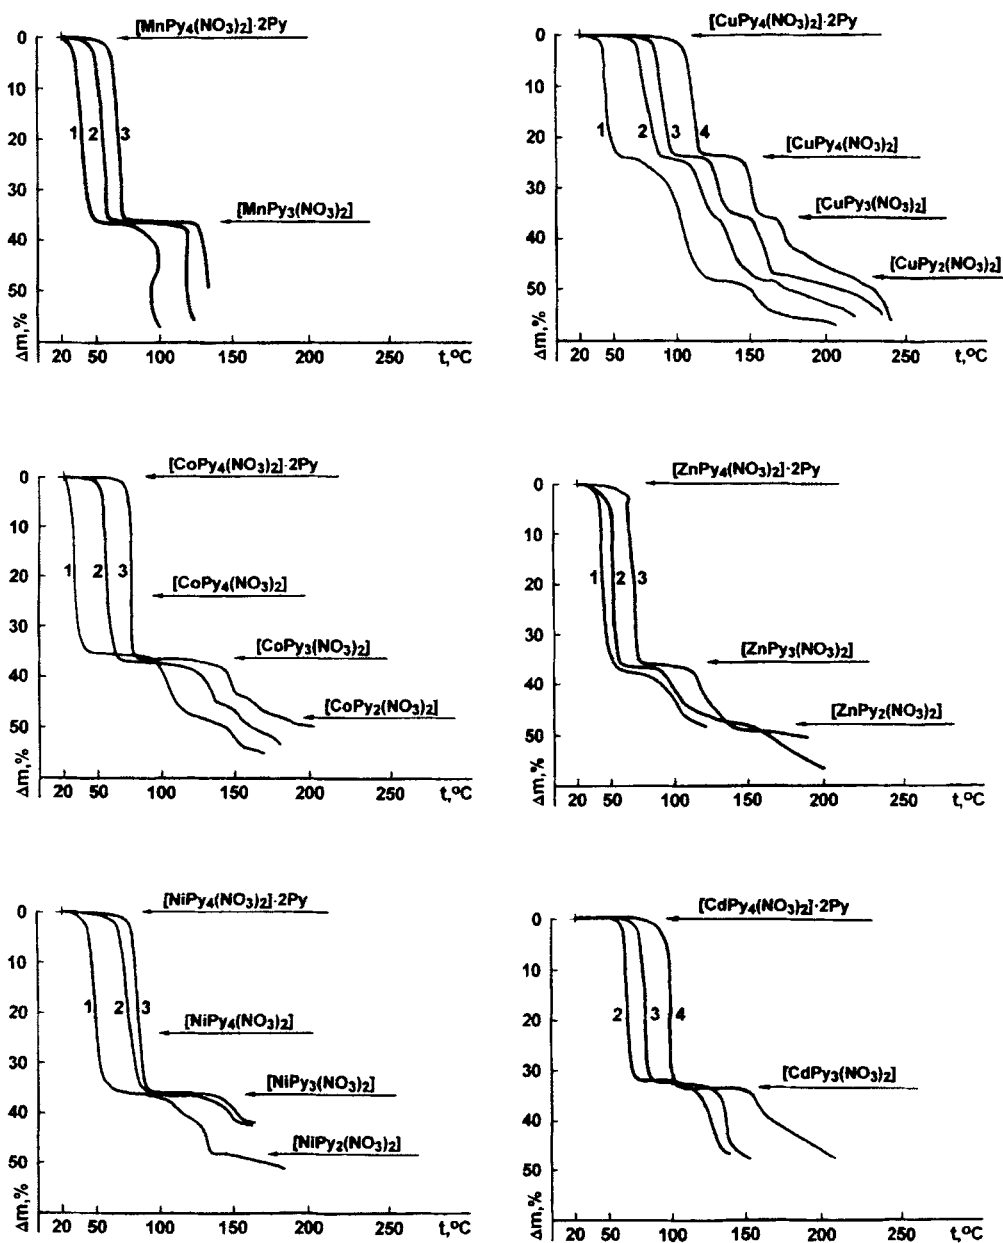 [MnPy4(NO3)2]·2Py
0
10
20
30
40
50
Δm,%
1 2 3
[MnPy3(NO3)2]
20 50 100 150 200 250 t,°C
[CuPy4(NO3)2]·2Py
0
10
20
30
40
50
Δm,%
1 2 3 4
[CuPy4(NO3)2]
[CuPy3(NO3)2]
[CuPy2(NO3)2]
20 50 100 150 200 250 t,°C
[CoPy4(NO3)2]·2Py
0
10
20
30
40
50
Δm,%
1 2 3
[CoPy4(NO3)2]
[CoPy3(NO3)2]
[CoPy2(NO3)2]
20 50 100 150 200 250 t,°C
[ZnPy4(NO3)2]·2Py
0
10
20
30
40
50
Δm,%
1 2 3
[ZnPy3(NO3)2]
[ZnPy2(NO3)2]
20 50 100 150 200 250 t,°C
[NiPy4(NO3)2]·2Py
0
10
20
30
40
50
Δm,%
1 2 3
[NiPy4(NO3)2]
[NiPy3(NO3)2]
[NiPy2(NO3)2]
20 50 100 150 200 250 t,°C
[CdPy4(NO3)2]·2Py
0
10
20
30
40
50
Δm,%
2 3 4
[CdPy3(NO3)2]
20 50 100 150 200 250 t,°C